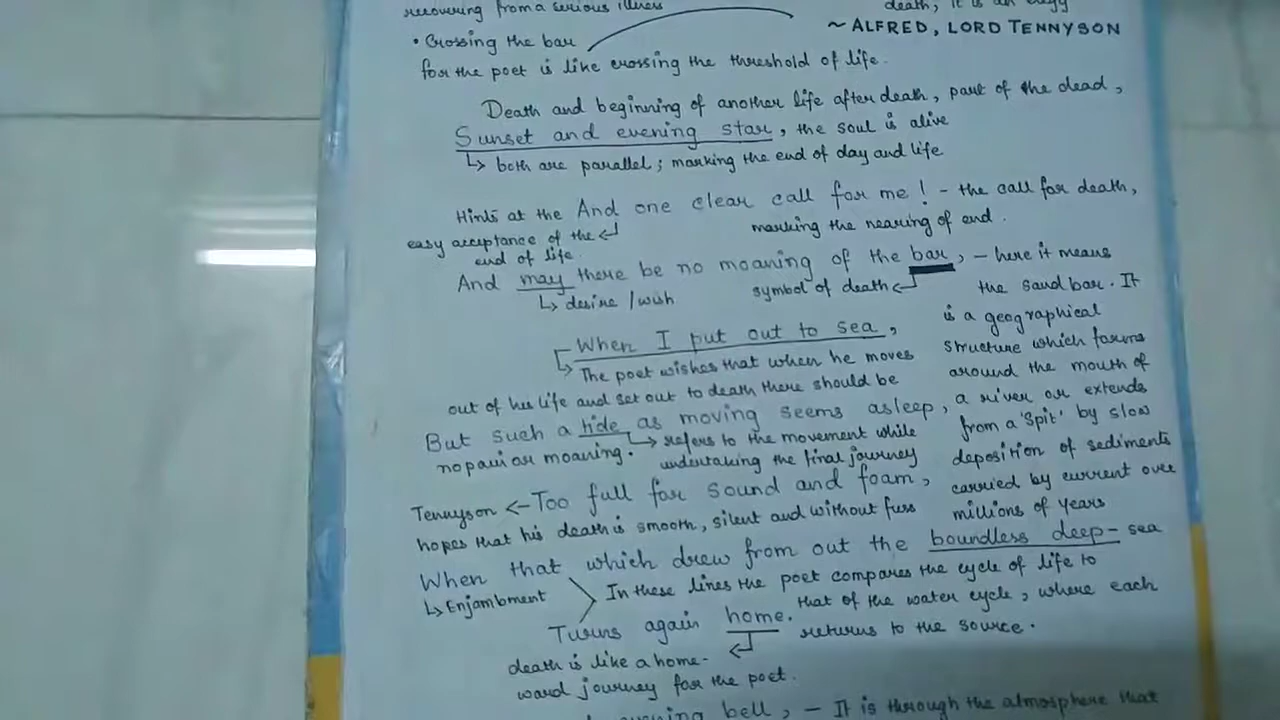 recovering from a serious illness
death, it is an elegy
• Crossing the bar
~ ALFRED, LORD TENNYSON
for the poet is like crossing the threshold of life.
Death and beginning of another life after death, part of the dead,
Sunset and evening star, the soul is alive
↳ both are parallel; marking the end of day and life
Hints at the And one clear call for me! - the call for death,
easy acceptance of the ↵ marking the nearing of end.
end of life.
And may there be no moaning of the bar, - here it means
↳ desire / wish symbol of death ↵ the sand bar. It
is a geographical
When I put out to sea, structure which forms
↳ The poet wishes that when he moves around the mouth of
out of his life and set out to death there should be a river or extends
But such a tide as moving seems asleep, from a 'spit' by slow
no pain or moaning. ↳ refers to the movement while deposition of sediments
undertaking the final journey carried by current over
Tennyson ← Too full for sound and foam, millions of years
hopes that his death is smooth, silent and without fuss
When that which drew from out the boundless deep - sea
↳ Enjambment In these lines the poet compares the cycle of life to
that of the water cycle, where each
Turns again home. returns to the source.
death is like a home-
ward journey for the poet.
bell, - It is through the atmosphere that